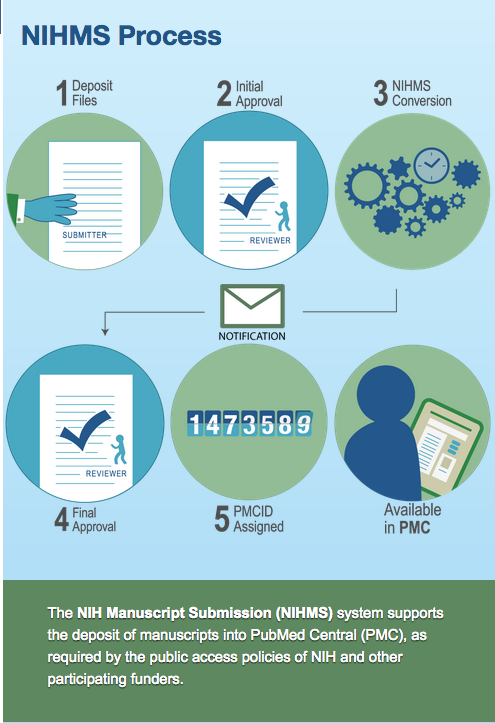 NIHMS Process
1 Deposit
Files
2 Initial
Approval
3 NIHMS
Conversion
SUBMITTER
REVIEWER
NOTIFICATION
REVIEWER
1473589
4 Final
Approval
5 PMCID
Assigned
Available
in PMC
The NIH Manuscript Submission (NIHMS) system supports
the deposit of manuscripts into PubMed Central (PMC), as
required by the public access policies of NIH and other
participating funders.